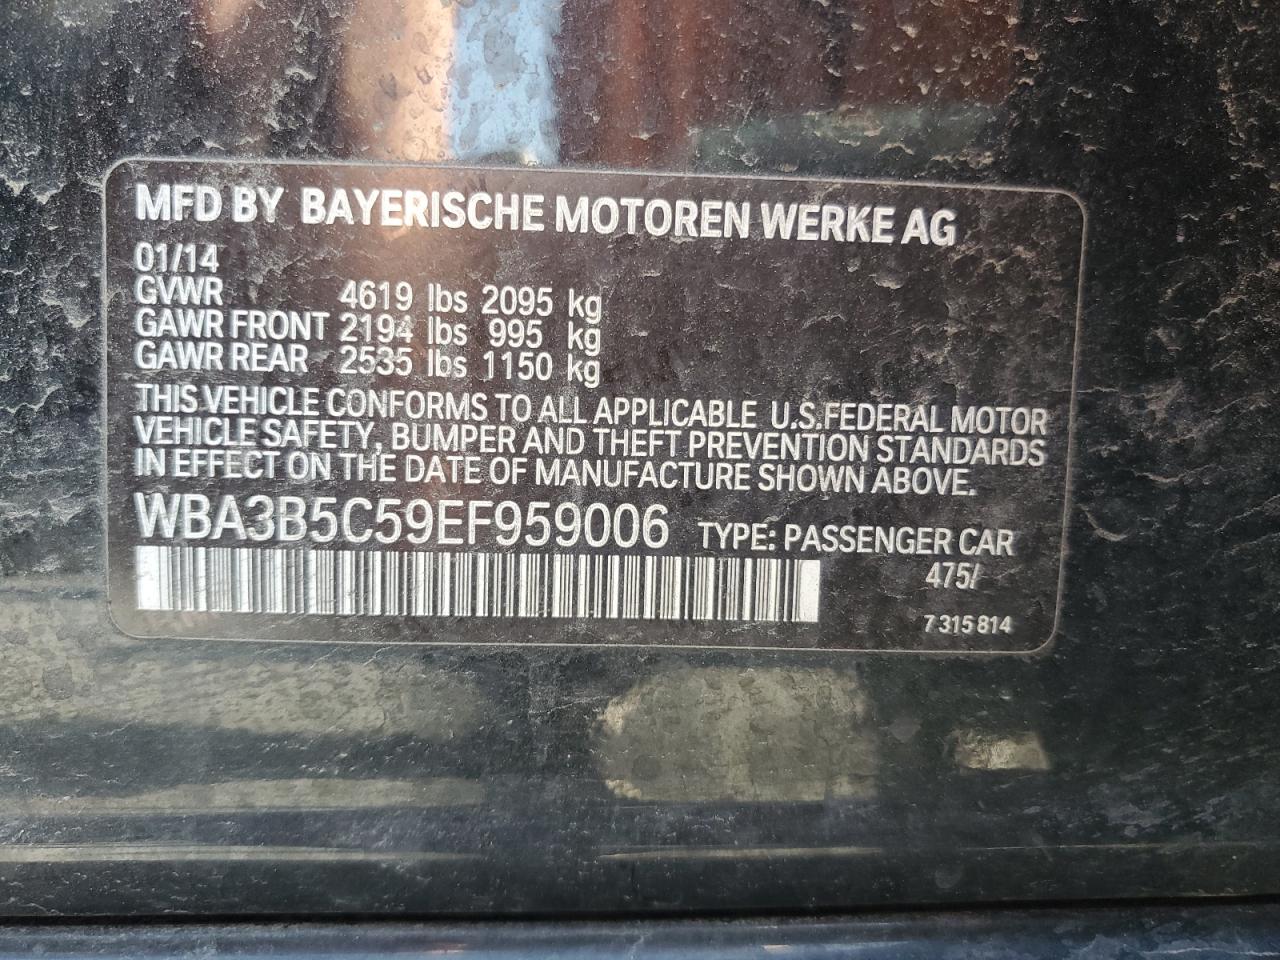 MFD BY BAYERISCHE MOTOREN WERKE AG
01/14
GVWR 4619 lbs 2095 kg
GAWR FRONT 2194 lbs 995 kg
GAWR REAR 2535 lbs 1150 kg
THIS VEHICLE CONFORMS TO ALL APPLICABLE U.S.FEDERAL MOTOR
VEHICLE SAFETY, BUMPER AND THEFT PREVENTION STANDARDS
IN EFFECT ON THE DATE OF MANUFACTURE SHOWN ABOVE.
WBA3B5C59EF959006 TYPE: PASSENGER CAR
475/
7 315 814